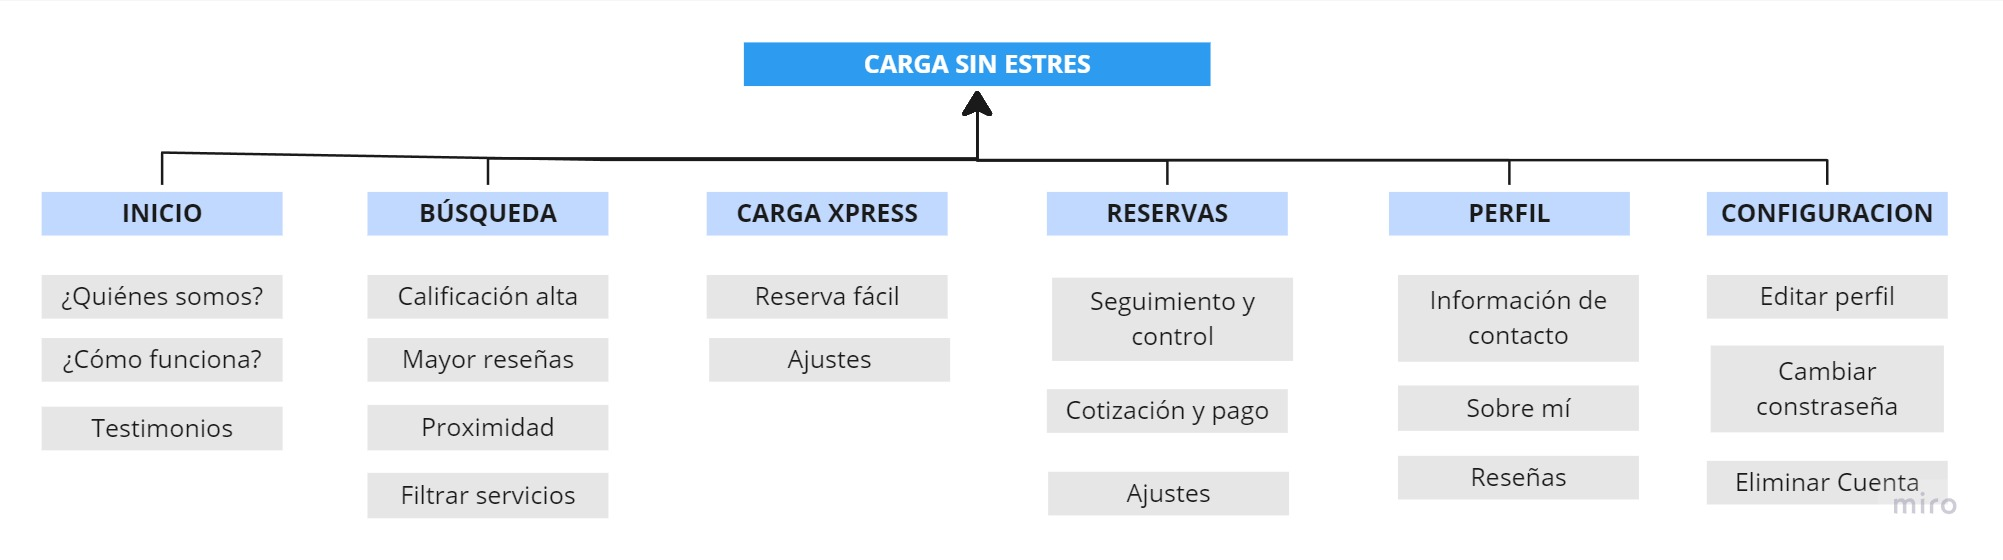 CARGA SIN ESTRES
INICIO
¿Quiénes somos?
¿Cómo funciona?
Testimonios
BÚSQUEDA
Calificación alta
Mayor reseñas
Proximidad
Filtrar servicios
CARGA XPRESS
Reserva fácil
Ajustes
RESERVAS
Seguimiento y
control
Cotización y pago
Ajustes
PERFIL
Información de
contacto
Sobre mí
Reseñas
CONFIGURACION
Editar perfil
Cambiar
constraseña
Eliminar Cuenta
miro